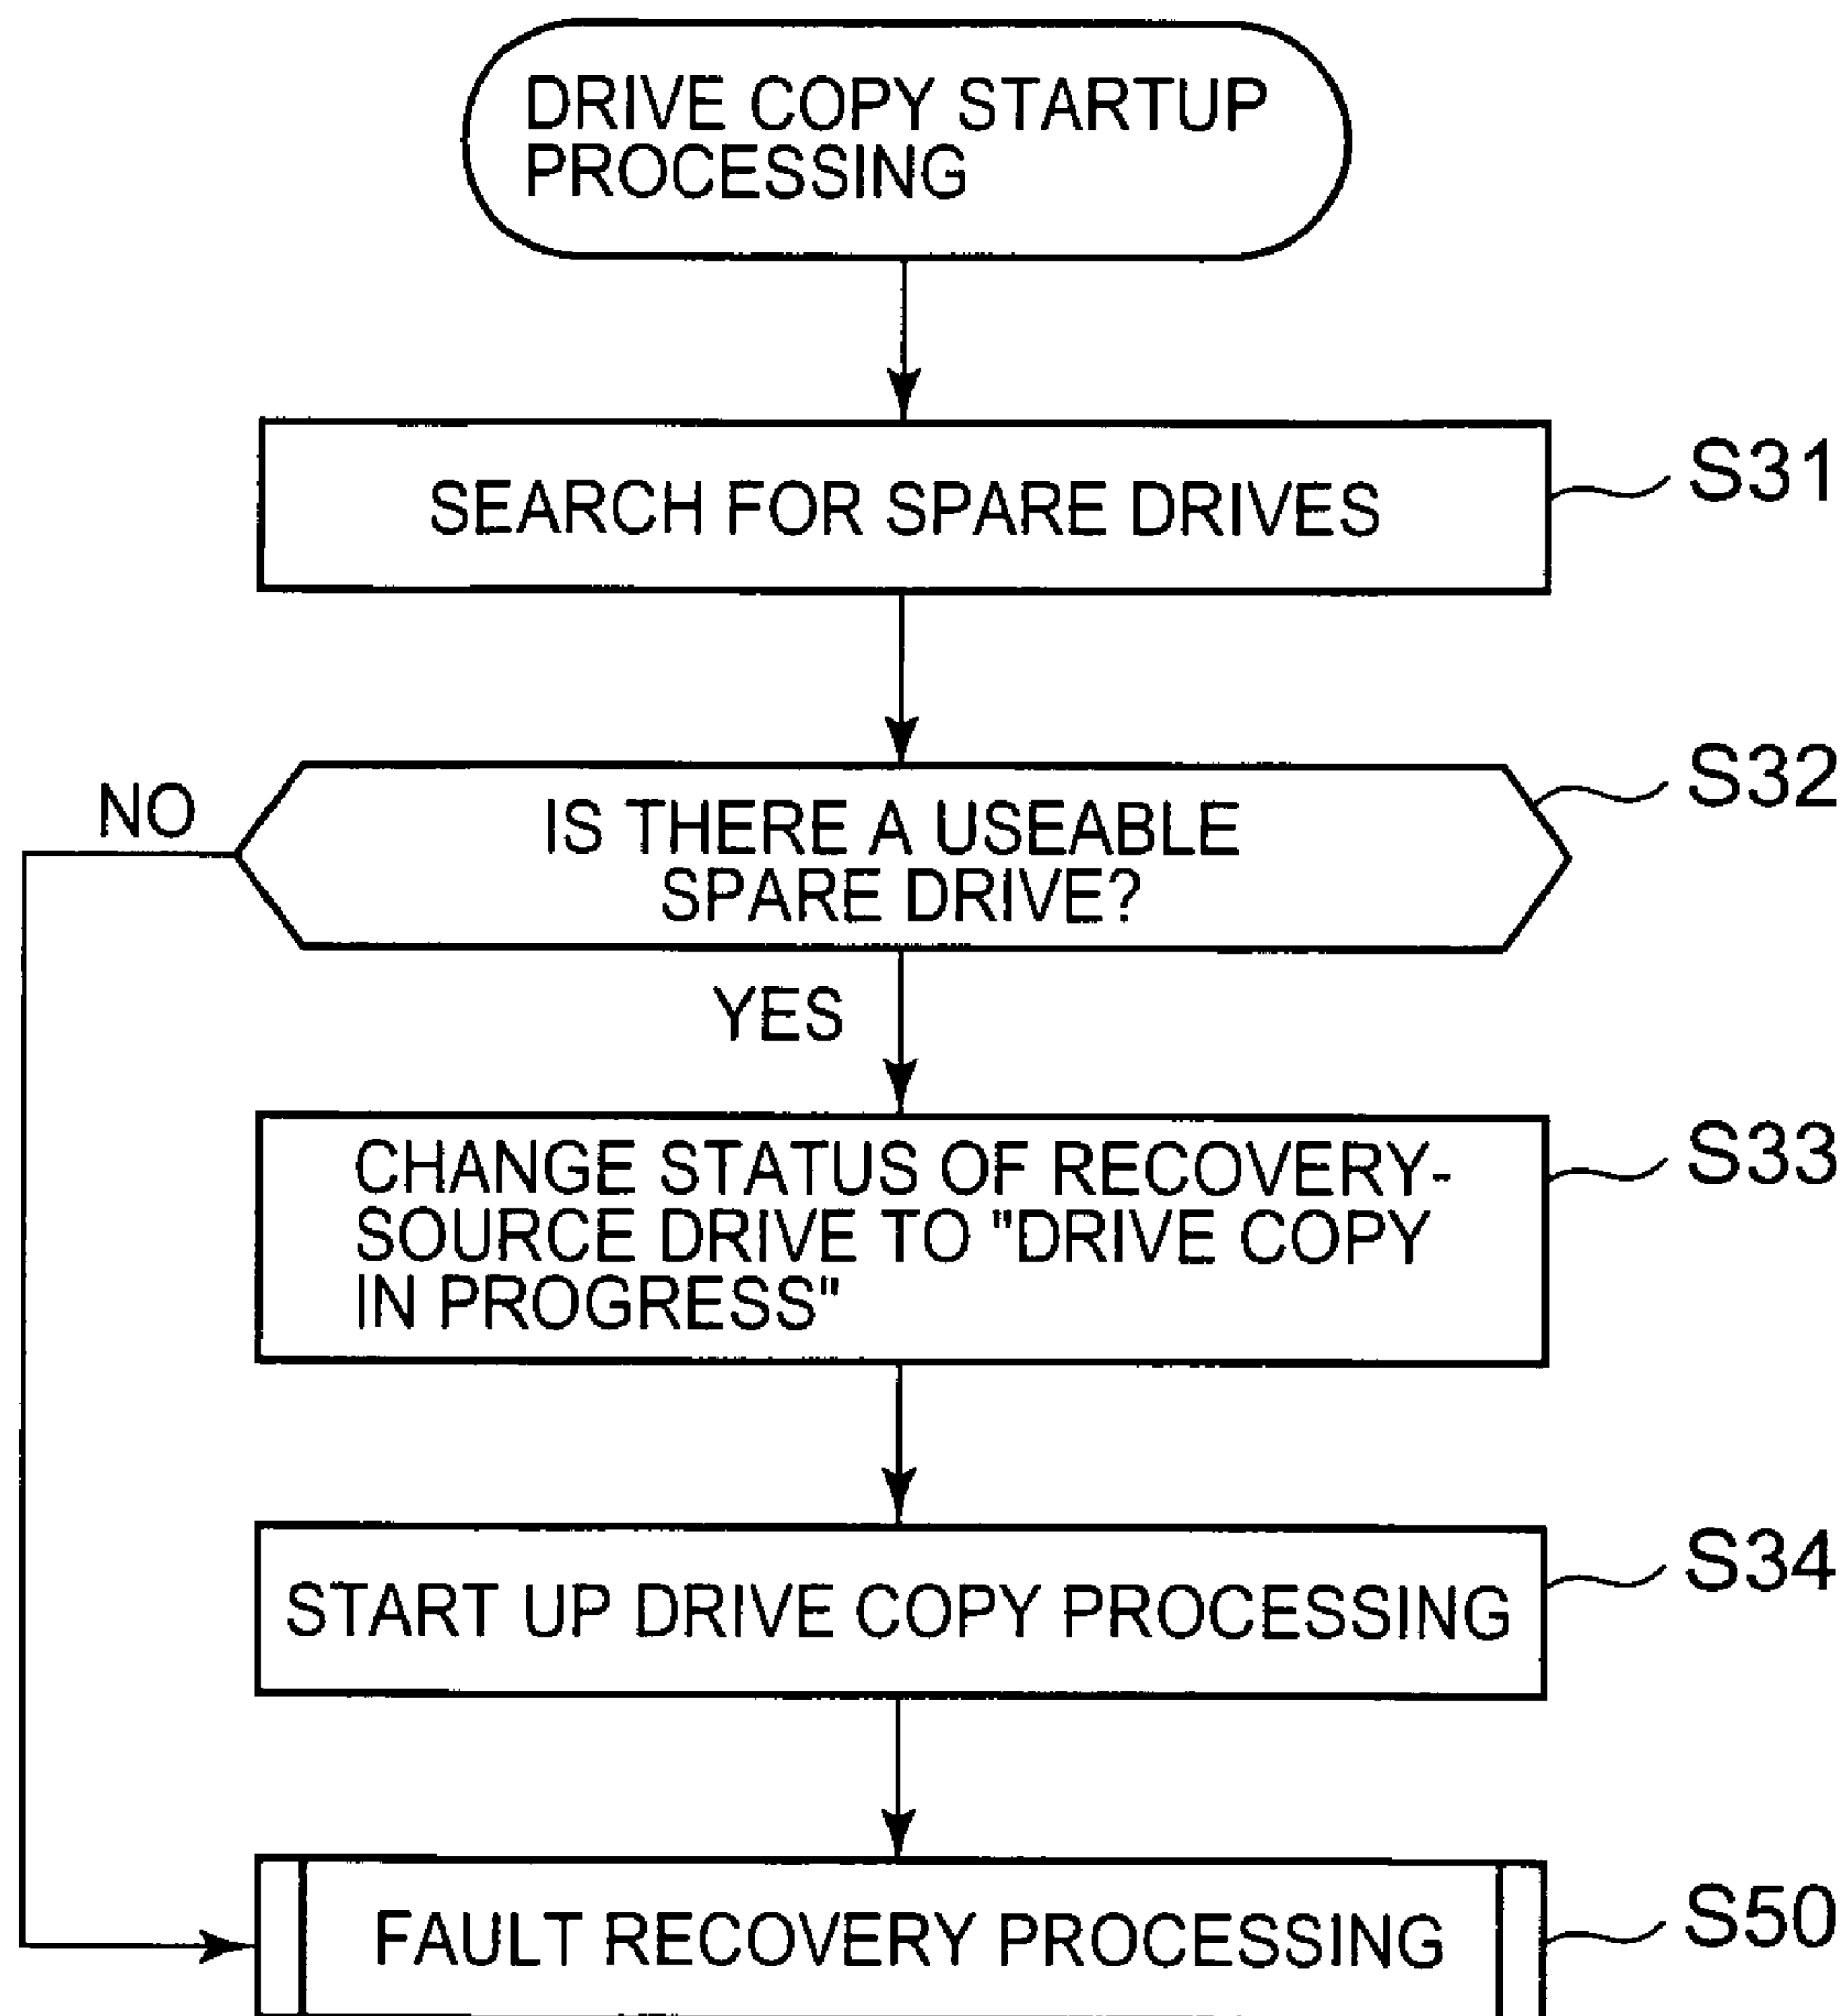 DRIVE COPY STARTUP
PROCESSING
SEARCH FOR SPARE DRIVES
S31
IS THERE A USEABLE
SPARE DRIVE?
S32
NO
YES
CHANGE STATUS OF RECOVERY-
SOURCE DRIVE TO "DRIVE COPY
IN PROGRESS"
S33
START UP DRIVE COPY PROCESSING
S34
FAULT RECOVERY PROCESSING
S50